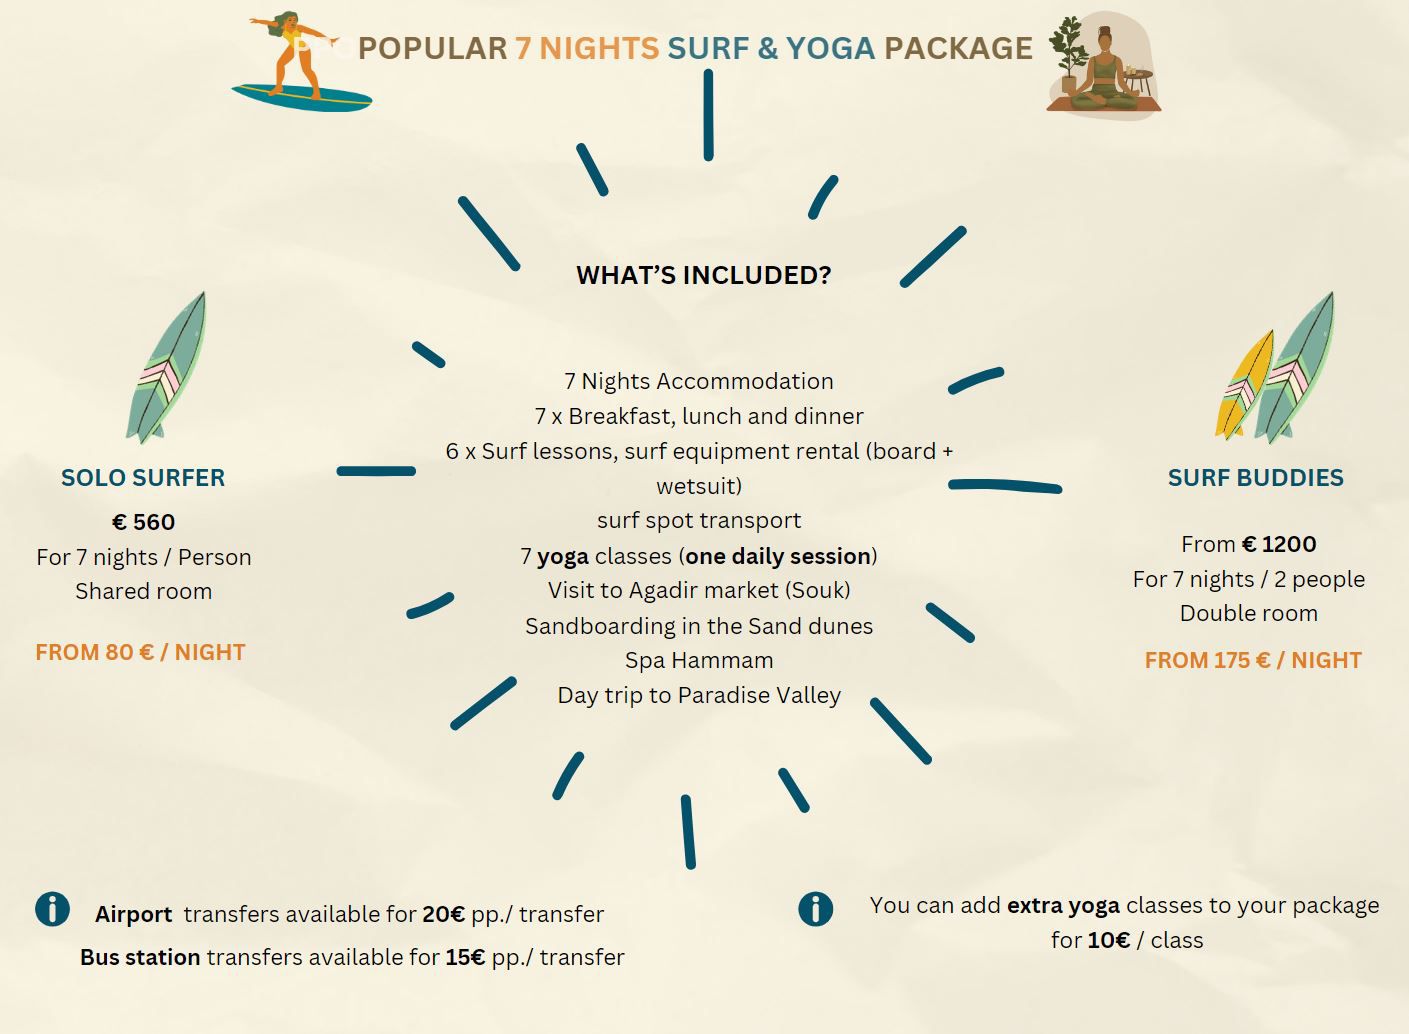 POPULAR 7 NIGHTS SURF & YOGA PACKAGE
WHAT'S INCLUDED?
7 Nights Accommodation
7 x Breakfast, lunch and dinner
6 x Surf lessons, surf equipment rental (board +
wetsuit)
surf spot transport
7 yoga classes (one daily session)
Visit to Agadir market (Souk)
Sandboarding in the Sand dunes
Spa Hammam
Day trip to Paradise Valley
SOLO SURFER
€ 560
For 7 nights / Person
Shared room
FROM 80 € / NIGHT
SURF BUDDIES
From € 1200
For 7 nights / 2 people
Double room
FROM 175 € / NIGHT
Airport transfers available for 20€ pp./ transfer
Bus station transfers available for 15€ pp./ transfer
You can add extra yoga classes to your package
for 10€ / class